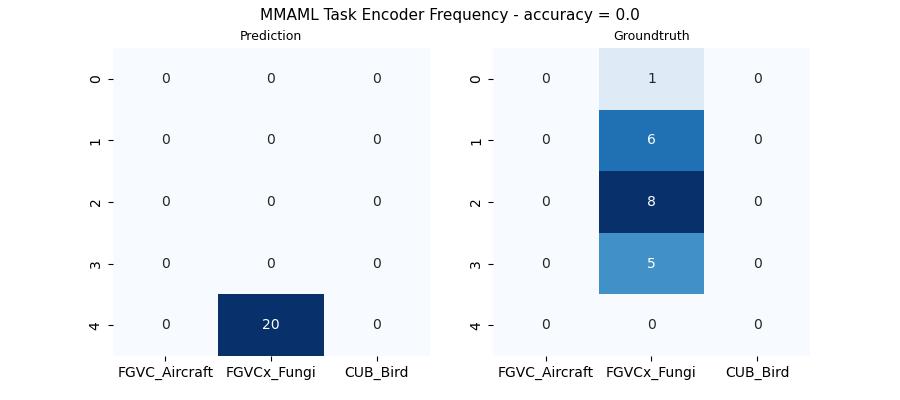 MMAML Task Encoder Frequency - accuracy = 0.0
Prediction
0 0 0 0
1 0 0 0
2 0 0 0
3 0 0 0
4 0 20 0
FGVC_Aircraft FGVCx_Fungi CUB_Bird
Groundtruth
0 0 1 0
1 0 6 0
2 0 8 0
3 0 5 0
4 0 0 0
FGVC_Aircraft FGVCx_Fungi CUB_Bird